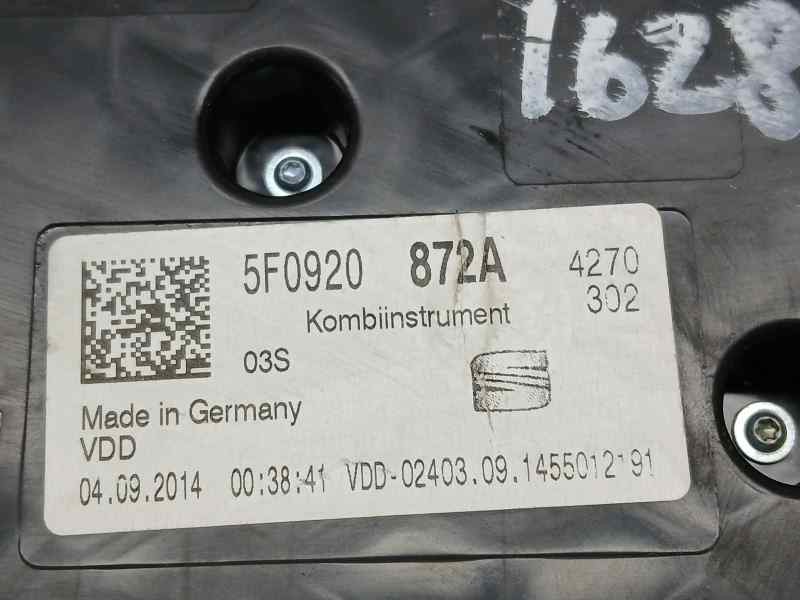 1628
5F0920 872A 4270
302
Kombiinstrument
03S
Made in Germany
VDD
04.09.2014 00:38:41 VDD-02403.09.1455012191